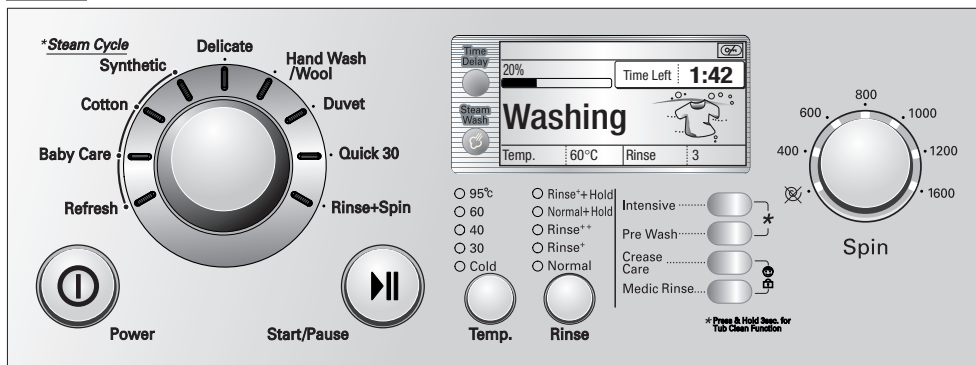 *Steam Cycle
Delicate
Synthetic
Hand Wash
/Wool
Cotton
Duvet
Baby Care
Quick 30
Refresh
Rinse+Spin
Power
Start/Pause
Time
Delay
Steam
Wash
20%
Time Left 1:42
Washing
Temp. 60°C Rinse 3
95°C
60
40
30
Cold
Temp.
Rinse⁺+Hold
Normal+Hold
Rinse⁺⁺
Rinse⁺
Normal
Rinse
Intensive
Pre Wash
Crease
Care
Medic Rinse....
*
*Press & Hold 3sec. for
Tub Clean Function
400
600
800
1000
1200
1600
Spin